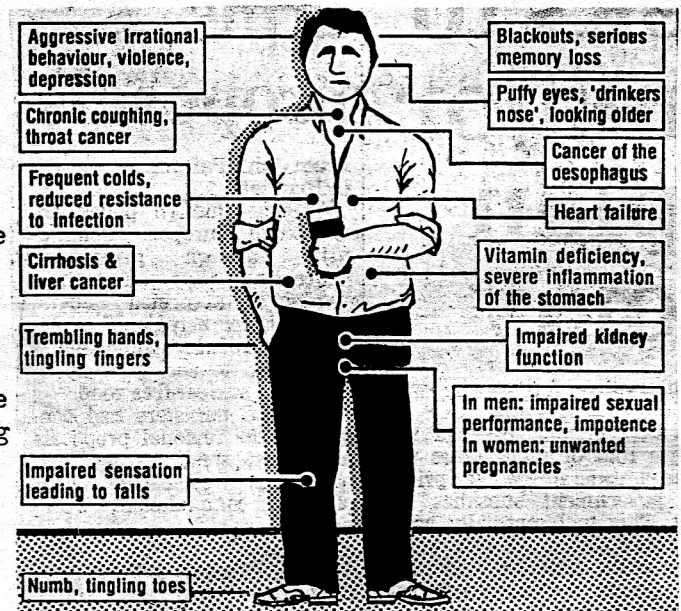 Aggressive irrational
behaviour, violence,
depression
Chronic coughing,
throat cancer
Frequent colds,
reduced resistance
to infection
Cirrhosis &
liver cancer
Trembling hands,
tingling fingers
Impaired sensation
leading to falls
Numb, tingling toes
Blackouts, serious
memory loss
Puffy eyes, 'drinkers
nose', looking older
Cancer of the
oesophagus
Heart failure
Vitamin deficiency,
severe inflammation
of the stomach
Impaired kidney
function
In men: impaired sexual
performance, impotence
In women: unwanted
pregnancies